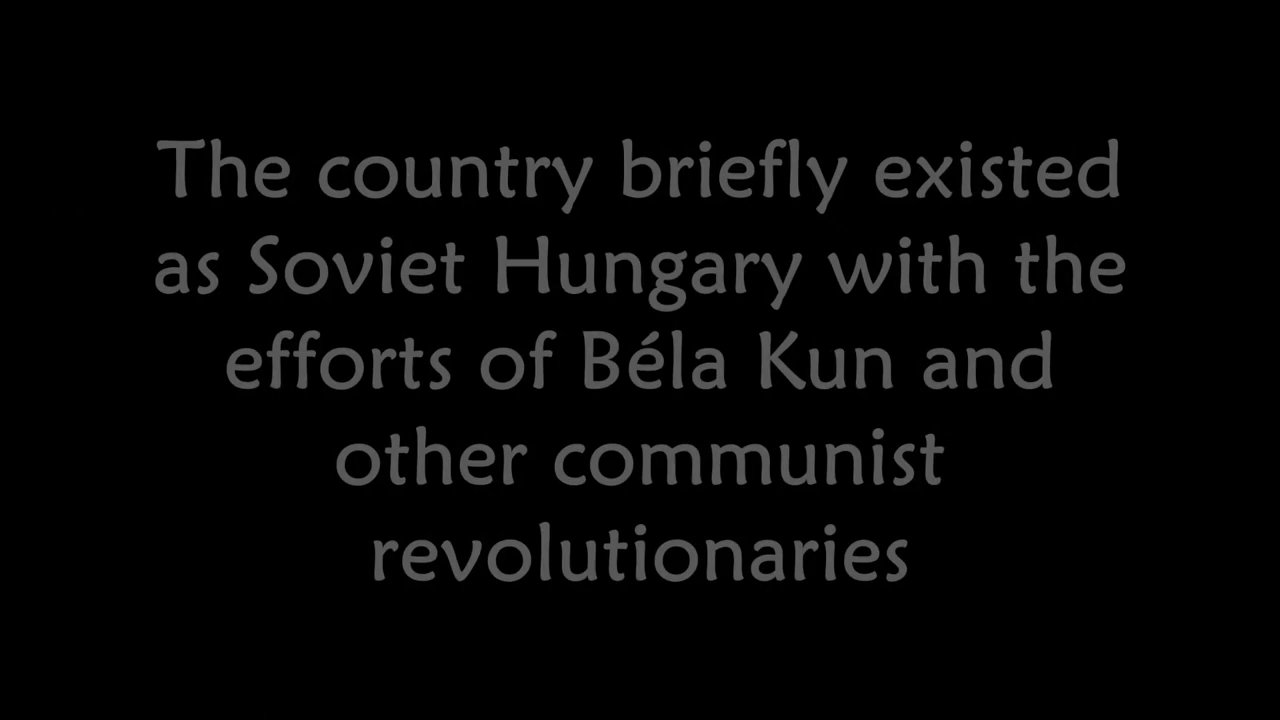 The country briefly existed
as Soviet Hungary with the
efforts of Béla Kun and
other communist
revolutionaries